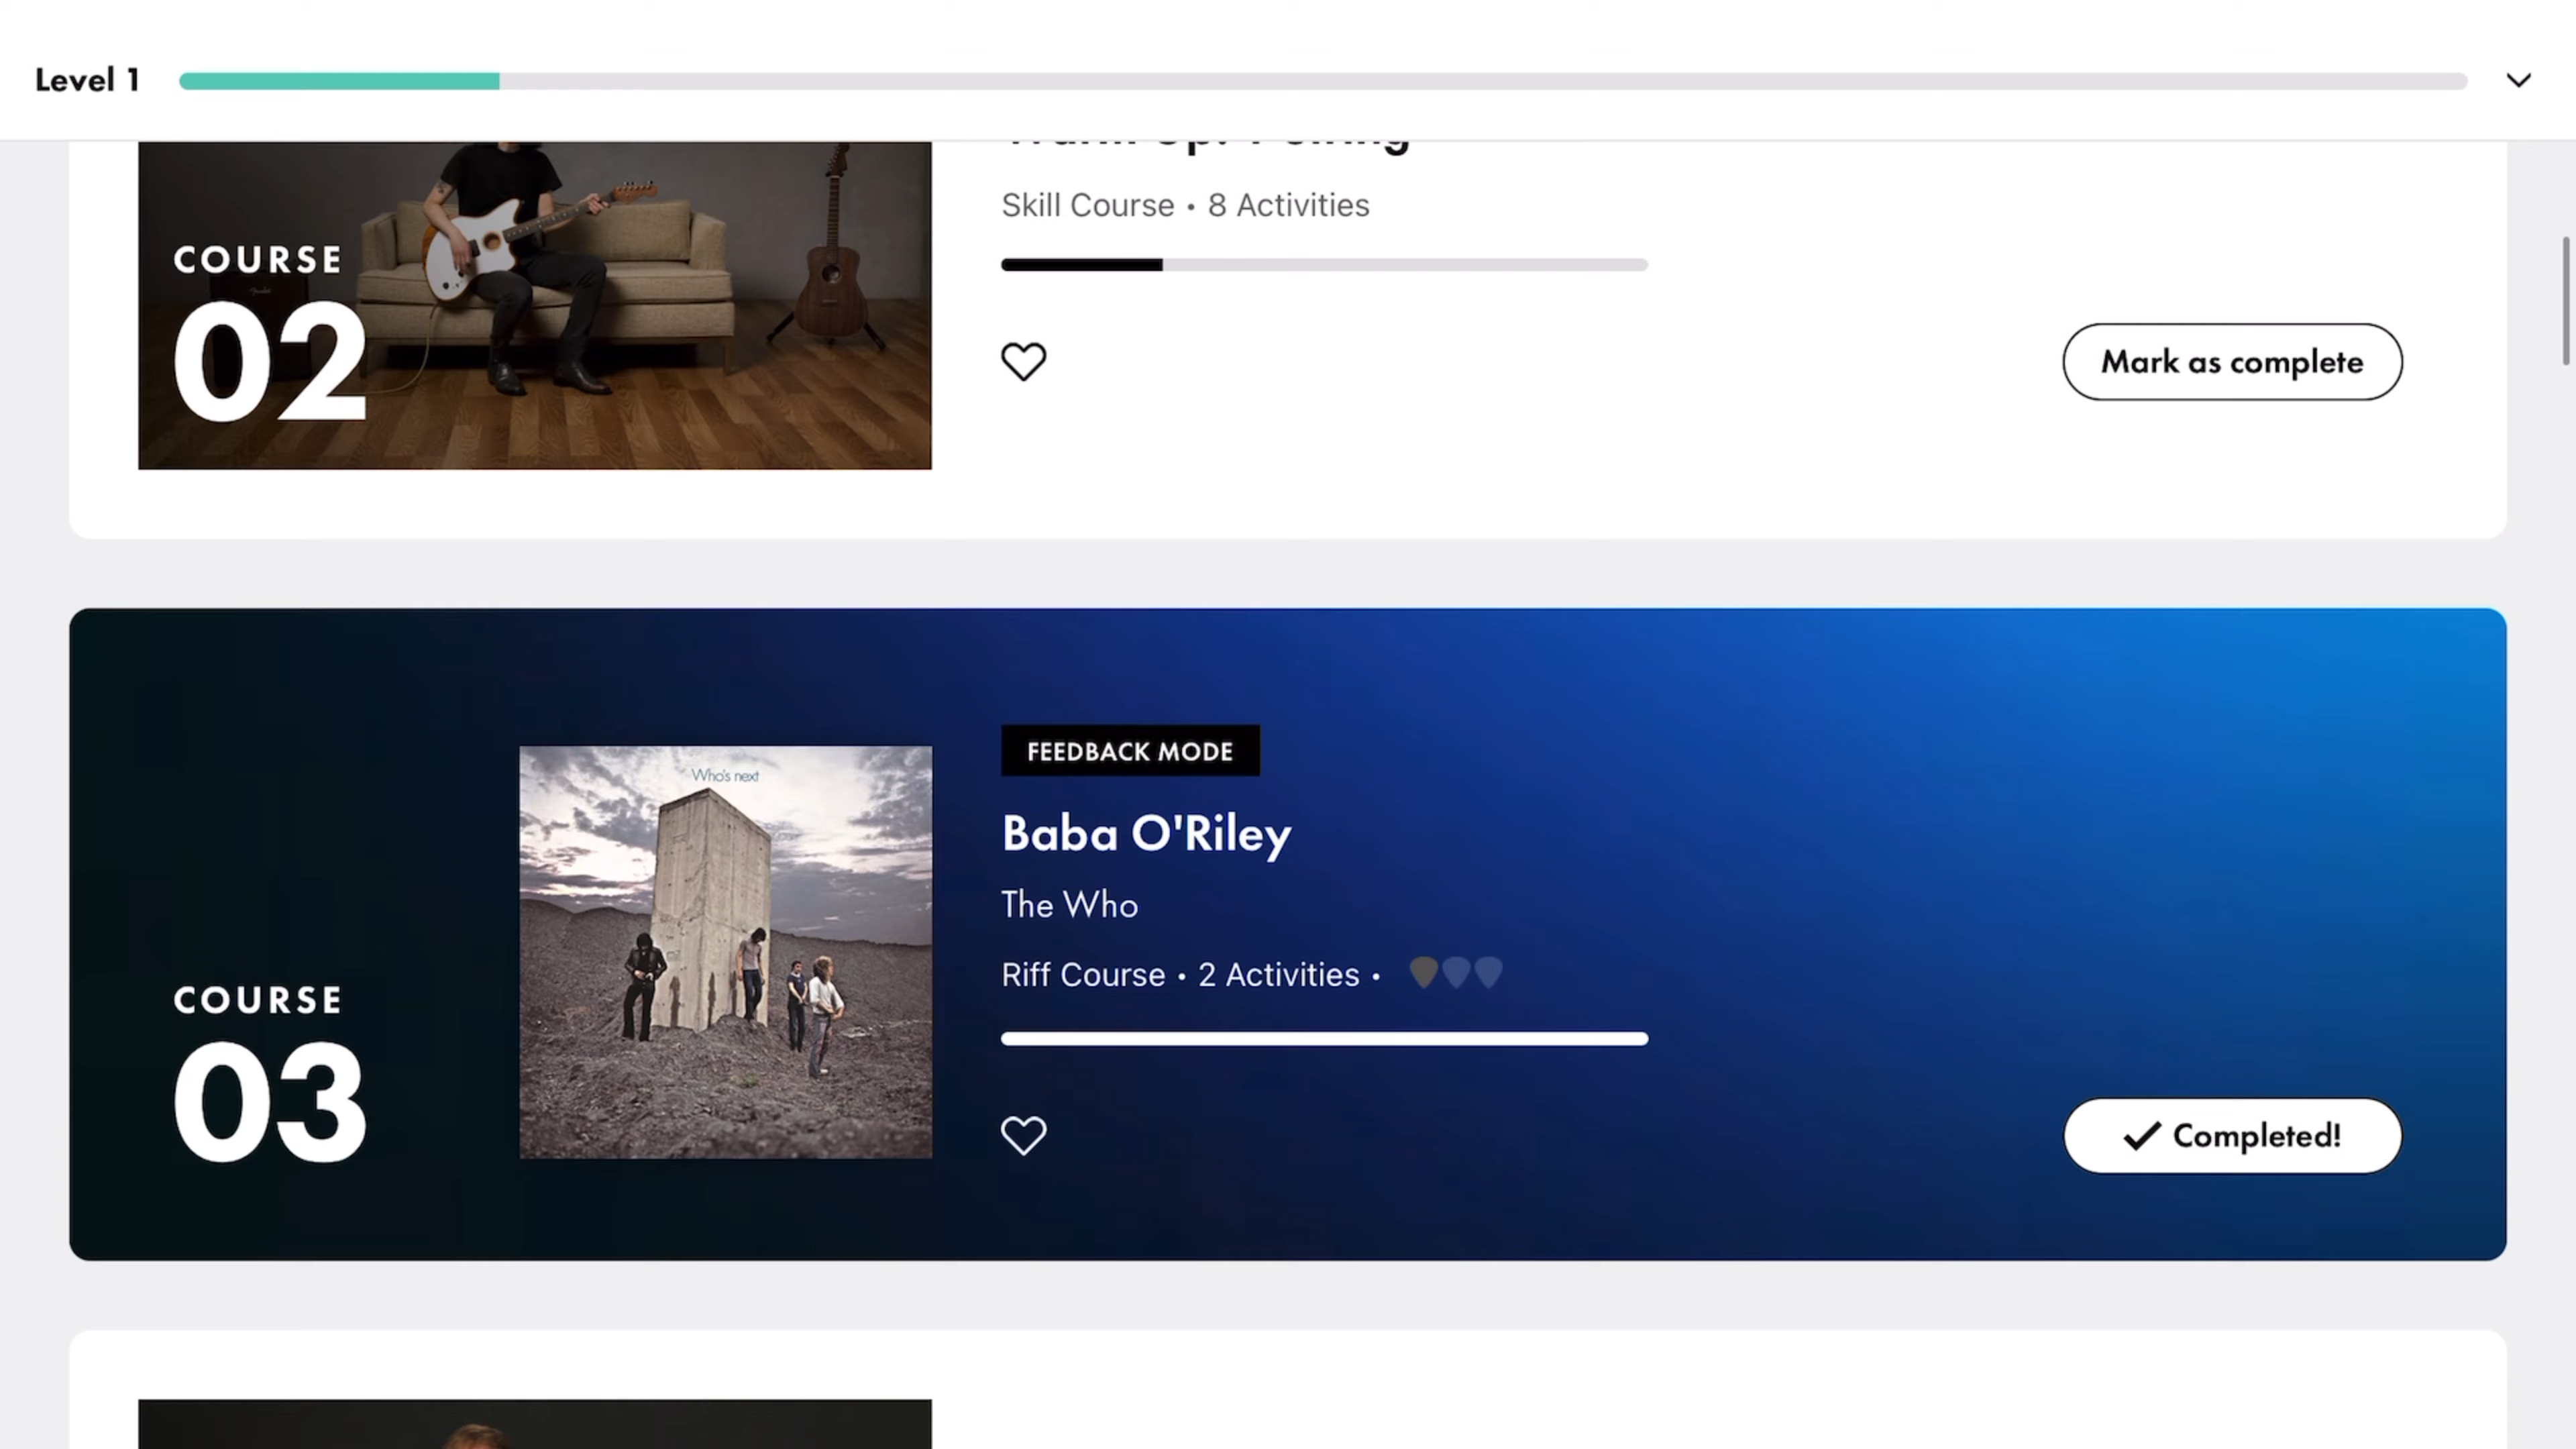 Level 1
Skill Course • 8 Activities
COURSE
02
Mark as complete
FEEDBACK MODE
Who's next
Baba O'Riley
The Who
Riff Course • 2 Activities •
COURSE
03
Completed!